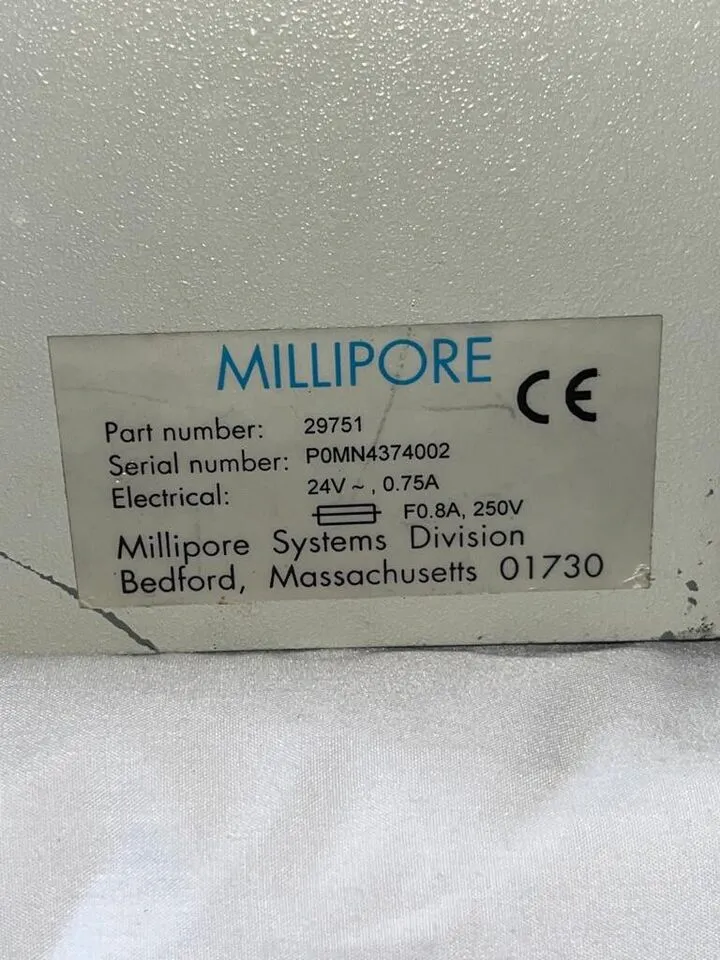 MILLIPORE
CE
Part number: 29751
Serial number: P0MN4374002
Electrical: 24V ~ , 0.75A
F0.8A, 250V
Millipore Systems Division
Bedford, Massachusetts 01730